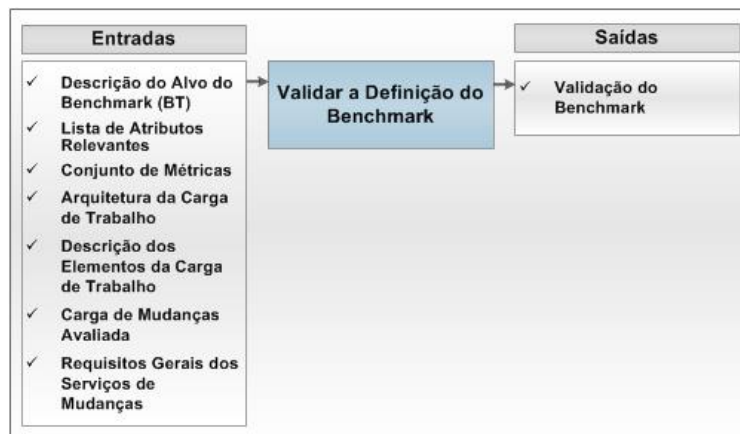 Entradas
✓ Descrição do Alvo do
Benchmark (BT)
✓ Lista de Atributos
Relevantes
✓ Conjunto de Métricas
✓ Arquitetura da Carga
de Trabalho
✓ Descrição dos
Elementos da Carga
de Trabalho
✓ Carga de Mudanças
Avaliada
✓ Requisitos Gerais dos
Serviços de
Mudanças
Validar a Definição do
Benchmark
Saídas
✓ Validação do
Benchmark